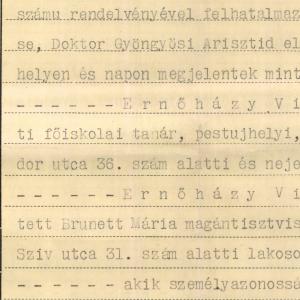 számu rendelvényével felhatalmaz
se, Doktor Gyöngyösi Arisztid el
helyen és napon megjelentek mint
- - - - - - E r n ő h á z y V i
ti főiskolai tanár, pestujhelyi,
dor utca 36. szám alatti és neje
- - - - - - E r n ő h á z y V i
tett Brunett Mária magántisztvis
Sziv utca 31. szám alatti lakoso
- - - - - - akik személyazonossá